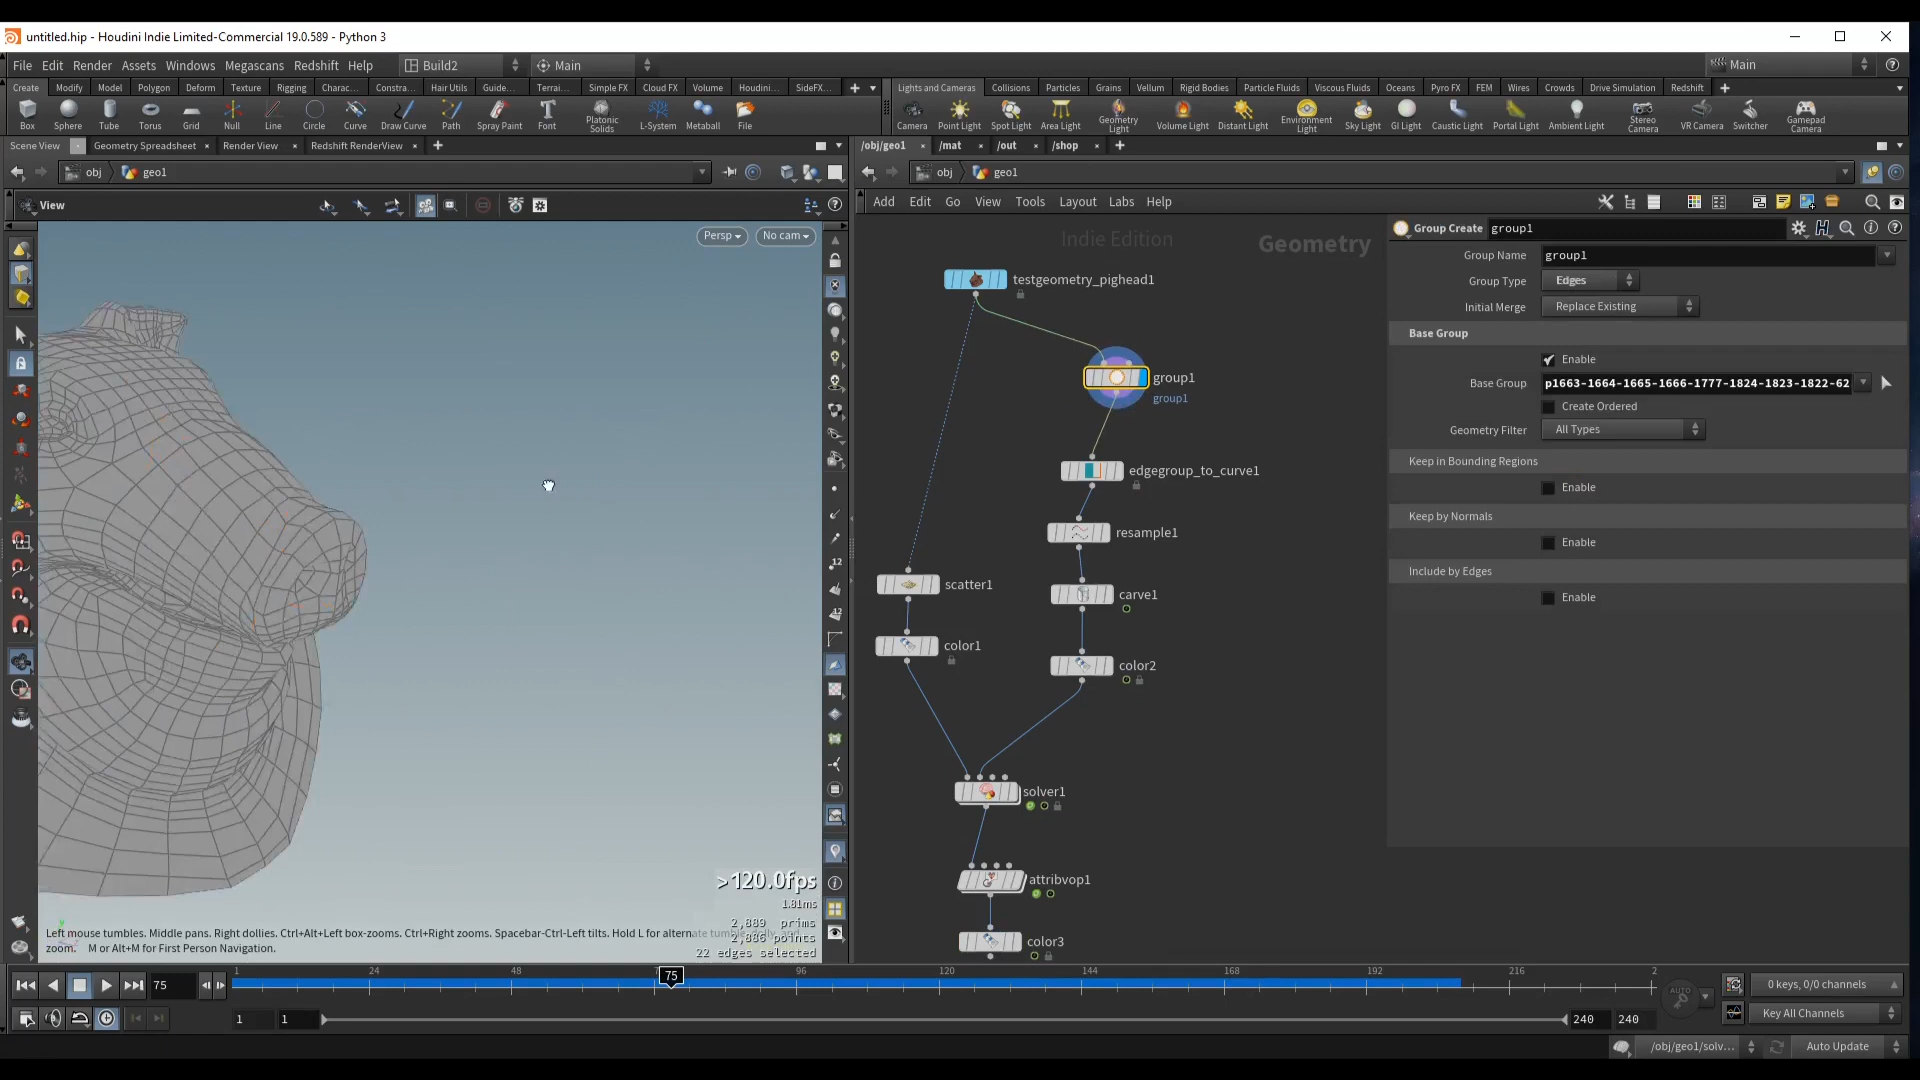 untitled.hip - Houdini Indie Limited-Commercial 19.0.589 - Python 3
File Edit Render Assets Windows Megascans Redshift Help Build2 Main Main
Create Modify Model Polygon Deform Texture Rigging Charac... Constra... Hair Utils Guide... Terrai... Simple FX Cloud FX Volume Houdini... SideFX...
Lights and Cameras Collisions Particles Grains Vellum Rigid Bodies Particle Fluids Viscous Fluids Oceans Pyro FX FEM Wires Crowds Drive Simulation Redshift
Box Sphere Tube Torus Grid Null Line Circle Curve Draw Curve Path Spray Paint Font Platonic Solids L-System Metaball File
Camera Point Light Spot Light Area Light Geometry Light Volume Light Distant Light Environment Light Sky Light GI Light Caustic Light Portal Light Ambient Light Stereo Camera VR Camera Switcher Gamepad Camera
Scene View Geometry Spreadsheet Render View Redshift RenderView
/obj/geo1 /mat /out /shop
obj geo1
obj geo1
View
Add Edit Go View Tools Layout Labs Help
Persp No cam
Indie Edition Geometry
testgeometry_pighead1
group1
group1
edgegroup_to_curve1
resample1
scatter1
carve1
color1
color2
solver1
attribvop1
color3
Group Create group1
Group Name group1
Group Type Edges
Initial Merge Replace Existing
Base Group
Enable
Base Group p1663-1664-1665-1666-1777-1824-1823-1822-62
Create Ordered
Geometry Filter All Types
Keep in Bounding Regions
Enable
Keep by Normals
Enable
Include by Edges
Enable
12
12
>120.0fps
1.81ms
2,889 prims
2,886 points
22 edges selected
Left mouse tumbles. Middle pans. Right dollies. Ctrl+Alt+Left box-zooms. Ctrl+Right zooms. Spacebar-Ctrl-Left tilts. Hold L for alternate tumble,
zoom. M or Alt+M for First Person Navigation.
75
1 24 48 7 75 96 120 144 168 192 216 2
AUTO
0 keys, 0/0 channels
1 1 240 240
Key All Channels
/obj/geo1/solv... Auto Update